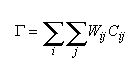 Γ = ∑_i ∑_j W_ij C_ij